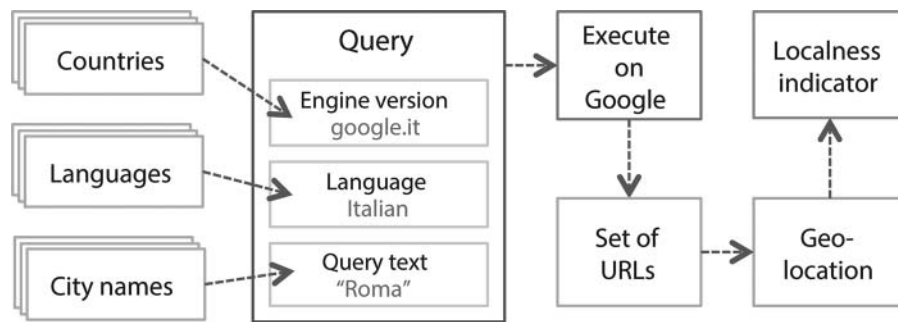 Countries
Languages
City names
Query
Engine version
google.it
Language
Italian
Query text
“Roma”
Execute
on
Google
Set of
URLs
Geo-
location
Localness
indicator